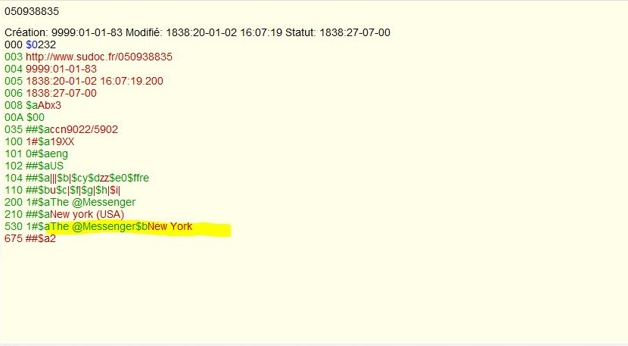 050938835
Création: 9999:01-01-83 Modifié: 1838:20-01-02 16:07:19 Statut: 1838:27-07-00
000 $0232
003 http://www.sudoc.fr/050938835
004 9999:01-01-83
005 1838:20-01-02 16:07:19.200
006 1838:27-07-00
008 $aAbx3
00A $00
035 ##$accn9022/5902
100 1#$a19XX
101 0#$aeng
102 ##$aUS
104 ##$a|||$b|$cy$dzz$e0$ffre
110 ##$bu$c|$f|$g|$h|$i|
200 1#$aThe @Messenger
210 ##$aNew york (USA)
530 1#$aThe @Messenger$bNew York
675 ##$a2